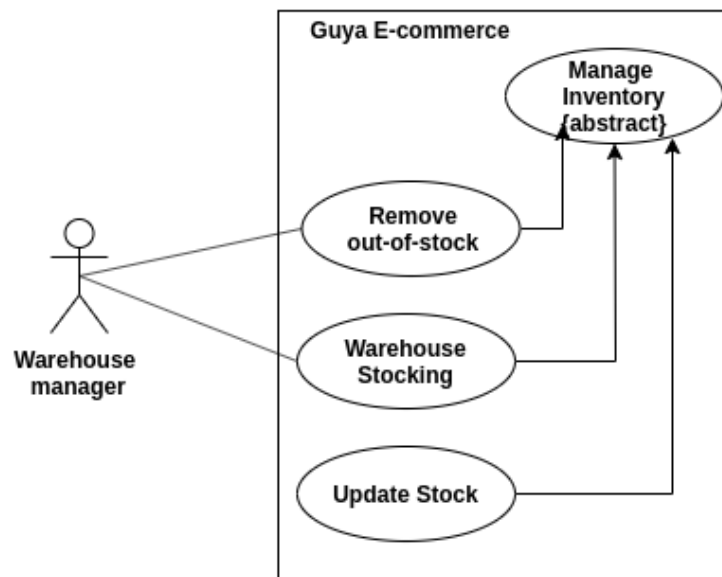 Guya E-commerce
Manage
Inventory
{abstract}
Remove
out-of-stock
Warehouse
manager
Warehouse
Stocking
Update Stock